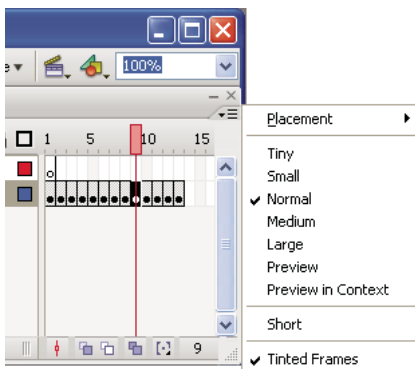 100%
1 5 10 15
Placement
Tiny
Small
Normal
Medium
Large
Preview
Preview in Context
Short
9
Tinted Frames